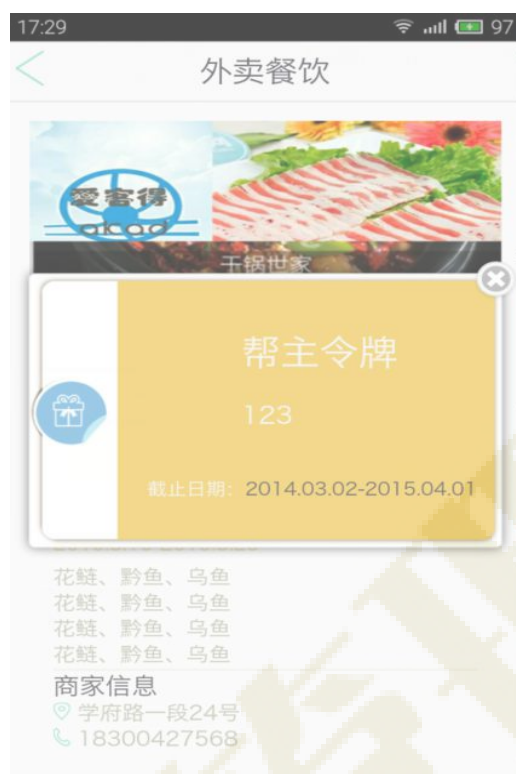 17:29
97
外卖餐饮
愛客得
akad
干锅世家
帮主令牌
123
截止日期：2014.03.02-2015.04.01
花鲢、黔鱼、乌鱼
花鲢、黔鱼、乌鱼
花鲢、黔鱼、乌鱼
花鲢、黔鱼、乌鱼
商家信息
学府路一段24号
18300427568